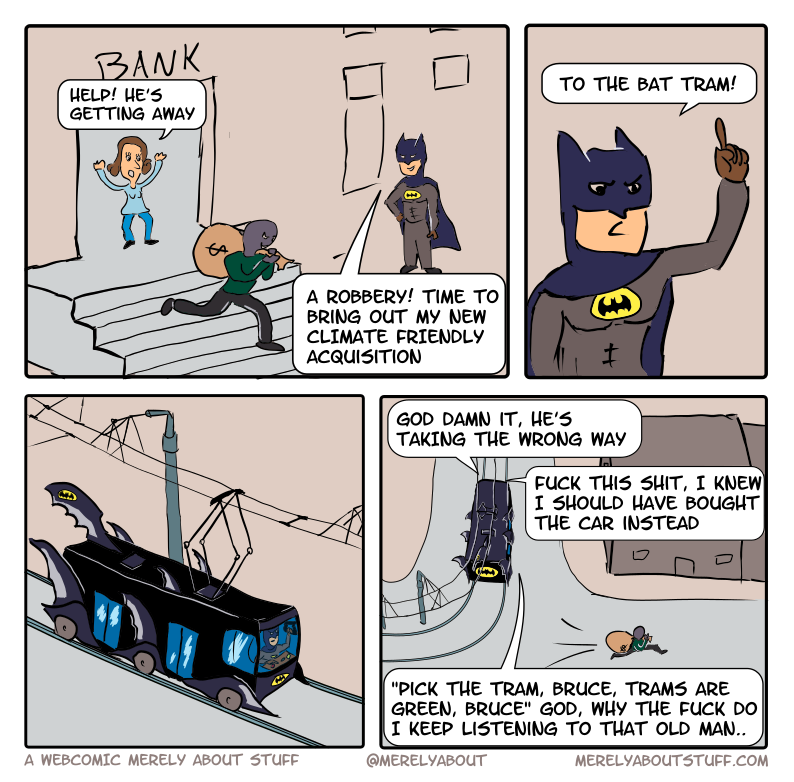 BANK
HELP! HE'S
GETTING AWAY
$
A ROBBERY! TIME TO
BRING OUT MY NEW
CLIMATE FRIENDLY
ACQUISITION
TO THE BAT TRAM!
GOD DAMN IT, HE'S
TAKING THE WRONG WAY
FUCK THIS SHIT, I KNEW
I SHOULD HAVE BOUGHT
THE CAR INSTEAD
"PICK THE TRAM, BRUCE, TRAMS ARE
GREEN, BRUCE" GOD, WHY THE FUCK DO
I KEEP LISTENING TO THAT OLD MAN..
A WEBCOMIC MERELY ABOUT STUFF
@MERELYABOUT
MERELYABOUTSTUFF.COM